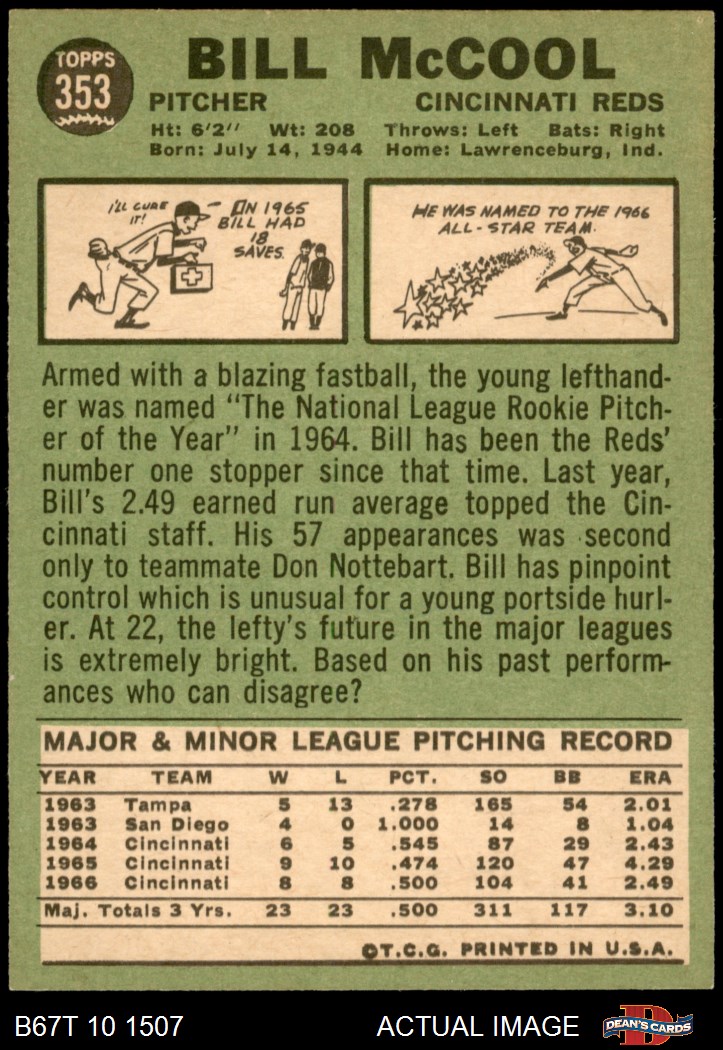 TOPPS
353
BILL McCOOL
PITCHER CINCINNATI REDS
Ht: 6'2" Wt: 208 Throws: Left Bats: Right
Born: July 14, 1944 Home: Lawrenceburg, Ind.
I'LL CURE
IT!
IN 1965
BILL HAD
18
SAVES.
HE WAS NAMED TO THE 1966
ALL-STAR TEAM.
Armed with a blazing fastball, the young lefthand-
er was named "The National League Rookie Pitch-
er of the Year" in 1964. Bill has been the Reds'
number one stopper since that time. Last year,
Bill's 2.49 earned run average topped the Cin-
cinnati staff. His 57 appearances was second
only to teammate Don Nottebart. Bill has pinpoint
control which is unusual for a young portside hurl-
er. At 22, the lefty's future in the major leagues
is extremely bright. Based on his past perform-
ances who can disagree?
MAJOR & MINOR LEAGUE PITCHING RECORD
YEAR TEAM W L PCT. SO BB ERA
1963 Tampa 5 13 .278 165 54 2.01
1963 San Diego 4 0 1.000 14 8 1.04
1964 Cincinnati 6 5 .545 87 29 2.43
1965 Cincinnati 9 10 .474 120 47 4.29
1966 Cincinnati 8 8 .500 104 41 2.49
Maj. Totals 3 Yrs. 23 23 .500 311 117 3.10
©T.C.G. PRINTED IN U.S.A.
B67T 10 1507 ACTUAL IMAGE
D
DEAN'S CARDS